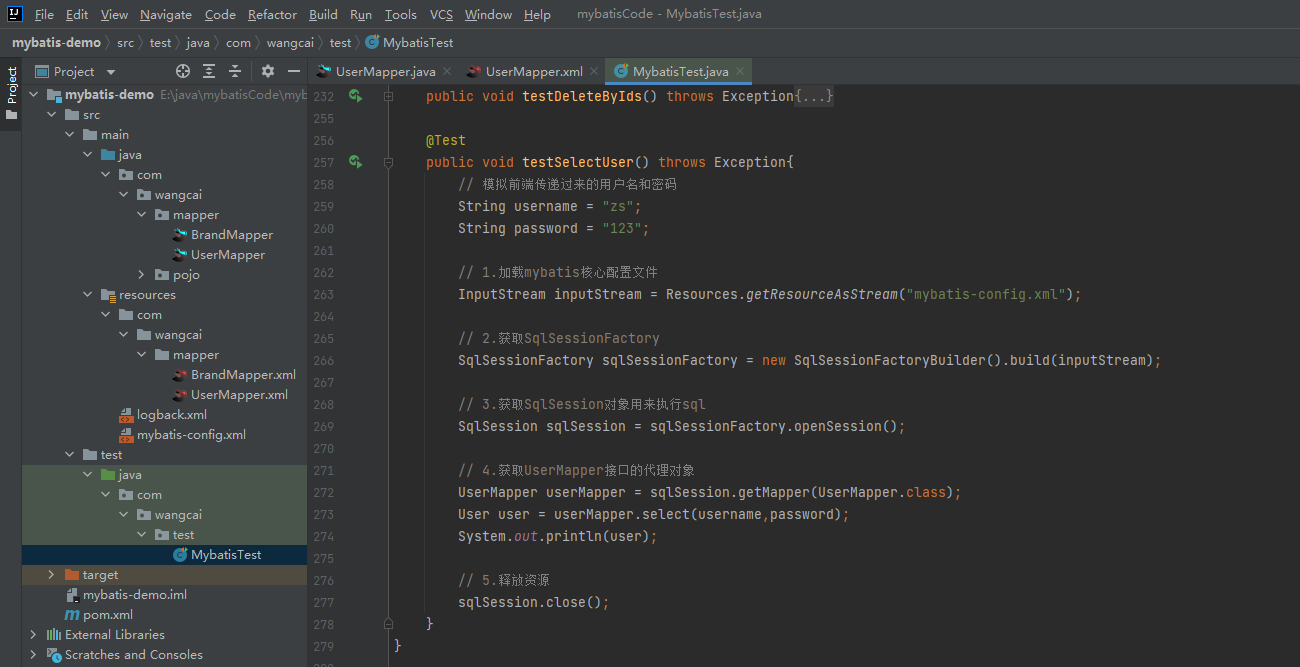 File Edit View Navigate Code Refactor Build Run Tools VCS Window Help mybatisCode - MybatisTest.java
mybatis-demo src test java com wangcai test MybatisTest
Project
Project
UserMapper.java UserMapper.xml MybatisTest.java
mybatis-demo E:\java\mybatisCode\myb
src
main
java
com
wangcai
mapper
BrandMapper
UserMapper
pojo
resources
com
wangcai
mapper
BrandMapper.xml
UserMapper.xml
logback.xml
mybatis-config.xml
test
java
com
wangcai
test
MybatisTest
target
mybatis-demo.iml
pom.xml
External Libraries
Scratches and Consoles
232 public void testDeleteByIds() throws Exception{...}
255
256 @Test
257 public void testSelectUser() throws Exception{
258 // 模拟前端传递过来的用户名和密码
259 String username = "zs";
260 String password = "123";
261
262 // 1.加载mybatis核心配置文件
263 InputStream inputStream = Resources.getResourceAsStream("mybatis-config.xml");
264
265 // 2.获取SqlSessionFactory
266 SqlSessionFactory sqlSessionFactory = new SqlSessionFactoryBuilder().build(inputStream);
267
268 // 3.获取SqlSession对象用来执行sql
269 SqlSession sqlSession = sqlSessionFactory.openSession();
270
271 // 4.获取UserMapper接口的代理对象
272 UserMapper userMapper = sqlSession.getMapper(UserMapper.class);
273 User user = userMapper.select(username,password);
274 System.out.println(user);
275
276 // 5.释放资源
277 sqlSession.close();
278 }
279 }